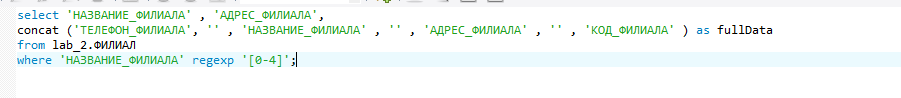 select 'НАЗВАНИЕ_ФИЛИАЛА' , 'АДРЕС_ФИЛИАЛА',
concat ('ТЕЛЕФОН_ФИЛИАЛА', '' , 'НАЗВАНИЕ_ФИЛИАЛА' , '' , 'АДРЕС_ФИЛИАЛА' , '' , 'КОД_ФИЛИАЛА' ) as fullData
from lab_2.ФИЛИАЛ
where 'НАЗВАНИЕ_ФИЛИАЛА' regexp '[0-4]';